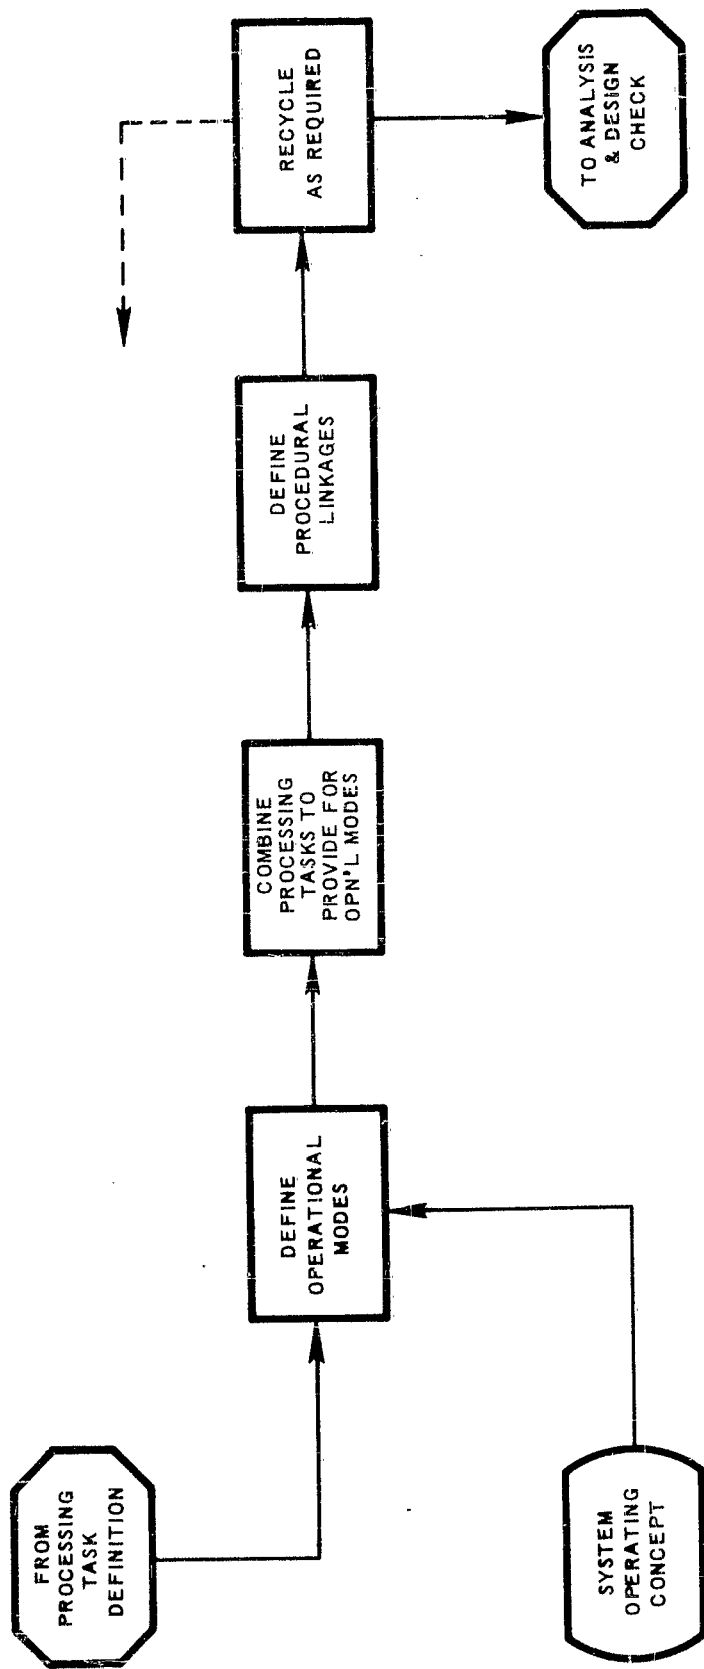 FROM
PROCESSING
TASK
DEFINITION
SYSTEM
OPERATING
CONCEPT
DEFINE
OPERATIONAL
MODES
COMBINE
PROCESSING
TASKS TO
PROVIDE FOR
OPN'L MODES
DEFINE
PROCEDURAL
LINKAGES
RECYCLE
AS REQUIRED
TO ANALYSIS
& DESIGN
CHECK